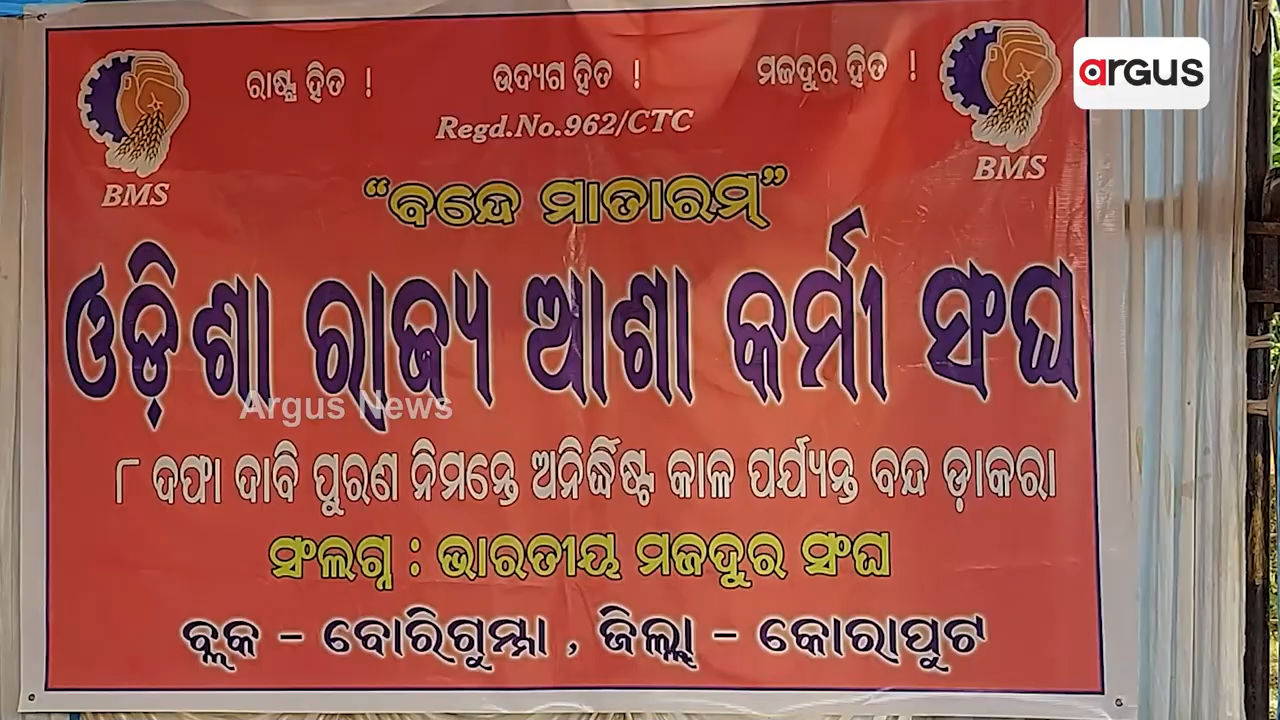 ରାଷ୍ଟ୍ର ହିତ ! ଉଦ୍ୟଗ ହିତ ! ମଜଦୁର ହିତ !
argus
Regd.No.962/CTC
BMS BMS
“ବନ୍ଦେ ମାତାରମ୍”
ଓଡ଼ିଶା ରାଜ୍ୟ ଆଶା କର୍ମୀ ସଂଘ
Argus News
୮ ଦଫା ଦାବି ପୁରଣ ନିମନ୍ତେ ଅନିର୍ଦ୍ଧିଷ୍ଟ କାଳ ପର୍ଯ୍ୟନ୍ତ ବନ୍ଦ ଡ଼ାକରା
ସଂଲଗ୍ନ : ଭାରତୀୟ ମଜଦୁର ସଂଘ
ବ୍ଲକ – ବୋରିଗୁମ୍ମା , ଜିଲ୍ଲା – କୋରାପୁଟ